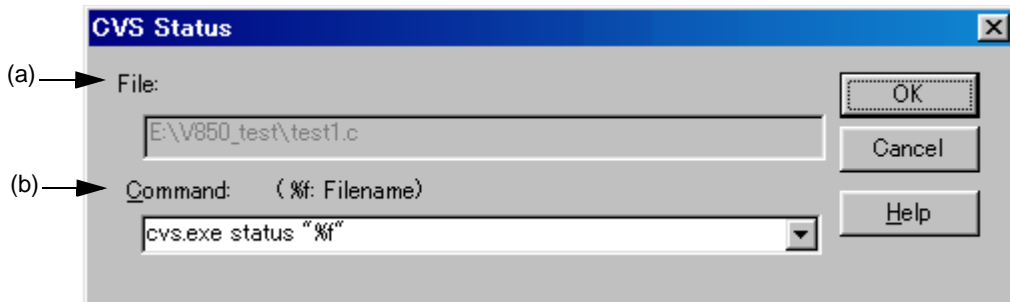 CVS Status
(a)
File:
OK
E:\V850_test\test1.c
Cancel
(b)
Command: ( %f: Filename)
Help
cvs.exe status "%f"